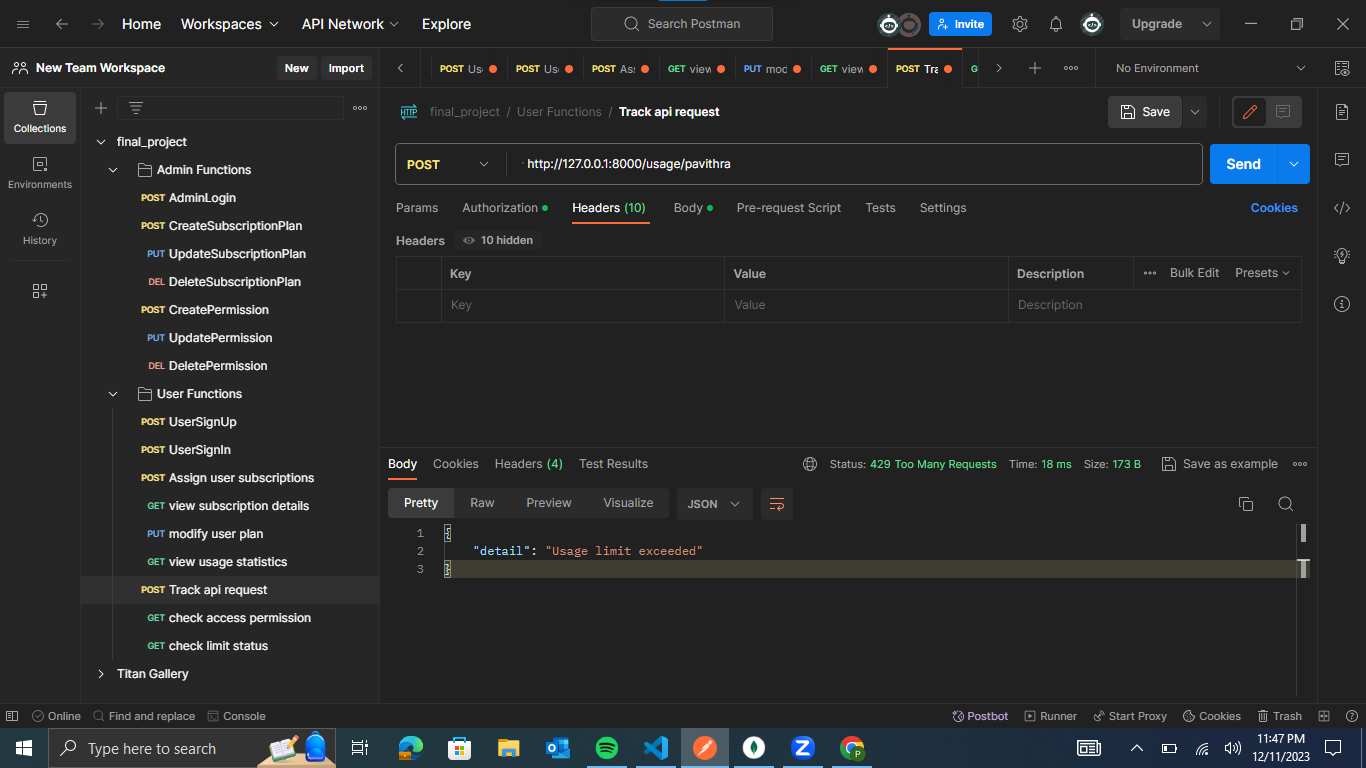 Home Workspaces API Network Explore Search Postman Invite Upgrade
New Team Workspace New Import
POST Us POST Us POST As GET view PUT mod GET view POST Tra G No Environment
Collections
Environments
History
final_project
Admin Functions
POST AdminLogin
POST CreateSubscriptionPlan
PUT UpdateSubscriptionPlan
DEL DeleteSubscriptionPlan
POST CreatePermission
PUT UpdatePermission
DEL DeletePermission
User Functions
POST UserSignUp
POST UserSignIn
POST Assign user subscriptions
GET view subscription details
PUT modify user plan
GET view usage statistics
POST Track api request
GET check access permission
GET check limit status
Titan Gallery
HTTP final_project / User Functions / Track api request Save
POST http://127.0.0.1:8000/usage/pavithra Send
Params Authorization Headers (10) Body Pre-request Script Tests Settings Cookies
Headers 10 hidden
Key Value Description Bulk Edit Presets
Key Value Description
Body Cookies Headers (4) Test Results Status: 429 Too Many Requests Time: 18 ms Size: 173 B Save as example
Pretty Raw Preview Visualize JSON
1 {
2 "detail": "Usage limit exceeded"
3 }
Online Find and replace Console Postbot Runner Start Proxy Cookies Trash
Type here to search
11:47 PM
12/11/2023